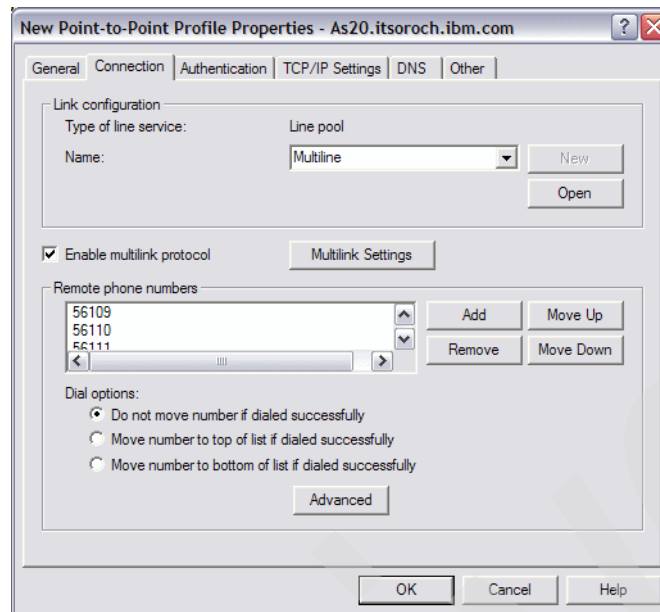 New Point-to-Point Profile Properties - As20.itsoroch.ibm.com
General Connection Authentication TCP/IP Settings DNS Other
Link configuration
Type of line service: Line pool
Name: Multiline New
Open
Enable multilink protocol Multilink Settings
Remote phone numbers
56109 Add Move Up
56110
56111 Remove Move Down
Dial options:
Do not move number if dialed successfully
Move number to top of list if dialed successfully
Move number to bottom of list if dialed successfully
Advanced
OK Cancel Help